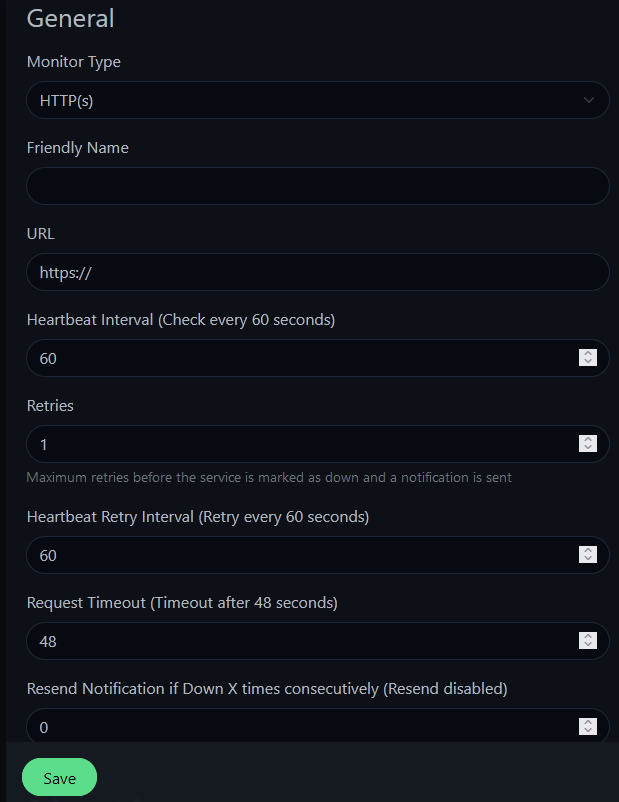 General
Monitor Type
HTTP(s)
Friendly Name
URL
https://
Heartbeat Interval (Check every 60 seconds)
60
Retries
1
Maximum retries before the service is marked as down and a notification is sent
Heartbeat Retry Interval (Retry every 60 seconds)
60
Request Timeout (Timeout after 48 seconds)
48
Resend Notification if Down X times consecutively (Resend disabled)
0
Save